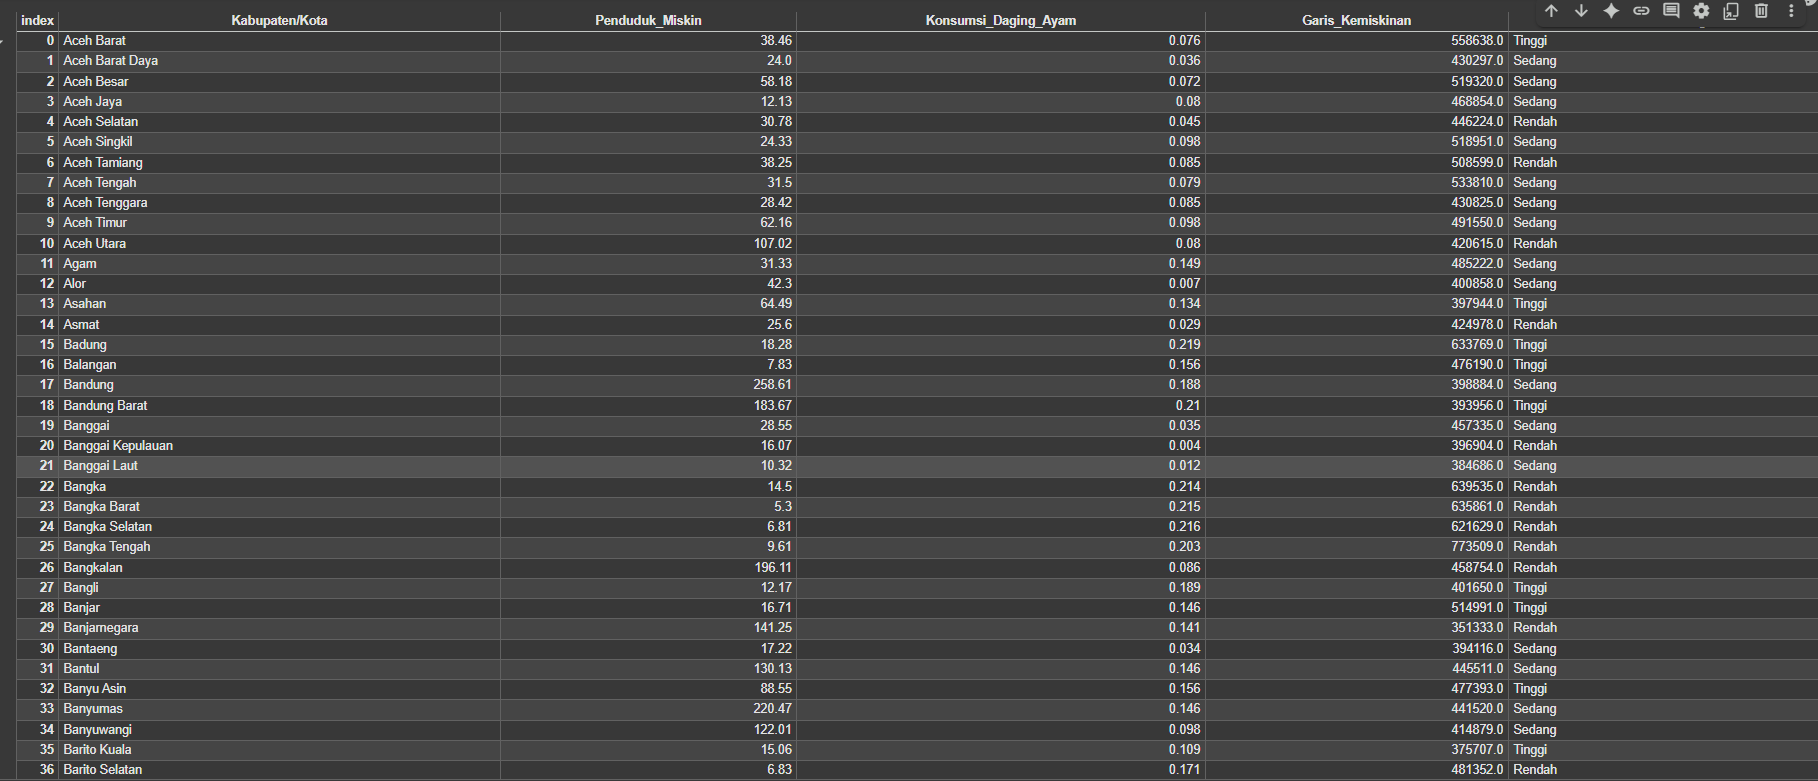 index Kabupaten/Kota Penduduk_Miskin Konsumsi_Daging_Ayam Garis_Kemiskinan
0 Aceh Barat 38.46 0.076 558638.0 Tinggi
1 Aceh Barat Daya 24.0 0.036 430297.0 Sedang
2 Aceh Besar 58.18 0.072 519320.0 Sedang
3 Aceh Jaya 12.13 0.08 468854.0 Sedang
4 Aceh Selatan 30.78 0.045 446224.0 Rendah
5 Aceh Singkil 24.33 0.098 518951.0 Sedang
6 Aceh Tamiang 38.25 0.085 508599.0 Rendah
7 Aceh Tengah 31.5 0.079 533810.0 Sedang
8 Aceh Tenggara 28.42 0.085 430825.0 Sedang
9 Aceh Timur 62.16 0.098 491550.0 Sedang
10 Aceh Utara 107.02 0.08 420615.0 Rendah
11 Agam 31.33 0.149 485222.0 Sedang
12 Alor 42.3 0.007 400858.0 Sedang
13 Asahan 64.49 0.134 397944.0 Tinggi
14 Asmat 25.6 0.029 424978.0 Rendah
15 Badung 18.28 0.219 633769.0 Tinggi
16 Balangan 7.83 0.156 476190.0 Tinggi
17 Bandung 258.61 0.188 398884.0 Sedang
18 Bandung Barat 183.67 0.21 393956.0 Tinggi
19 Banggai 28.55 0.035 457335.0 Sedang
20 Banggai Kepulauan 16.07 0.004 396904.0 Rendah
21 Banggai Laut 10.32 0.012 384686.0 Sedang
22 Bangka 14.5 0.214 639535.0 Rendah
23 Bangka Barat 5.3 0.215 635861.0 Rendah
24 Bangka Selatan 6.81 0.216 621629.0 Rendah
25 Bangka Tengah 9.61 0.203 773509.0 Rendah
26 Bangkalan 196.11 0.086 458754.0 Rendah
27 Bangli 12.17 0.189 401650.0 Tinggi
28 Banjar 16.71 0.146 514991.0 Tinggi
29 Banjarnegara 141.25 0.141 351333.0 Rendah
30 Bantaeng 17.22 0.034 394116.0 Sedang
31 Bantul 130.13 0.146 445511.0 Sedang
32 Banyu Asin 88.55 0.156 477393.0 Tinggi
33 Banyumas 220.47 0.146 441520.0 Sedang
34 Banyuwangi 122.01 0.098 414879.0 Sedang
35 Barito Kuala 15.06 0.109 375707.0 Tinggi
36 Barito Selatan 6.83 0.171 481352.0 Rendah